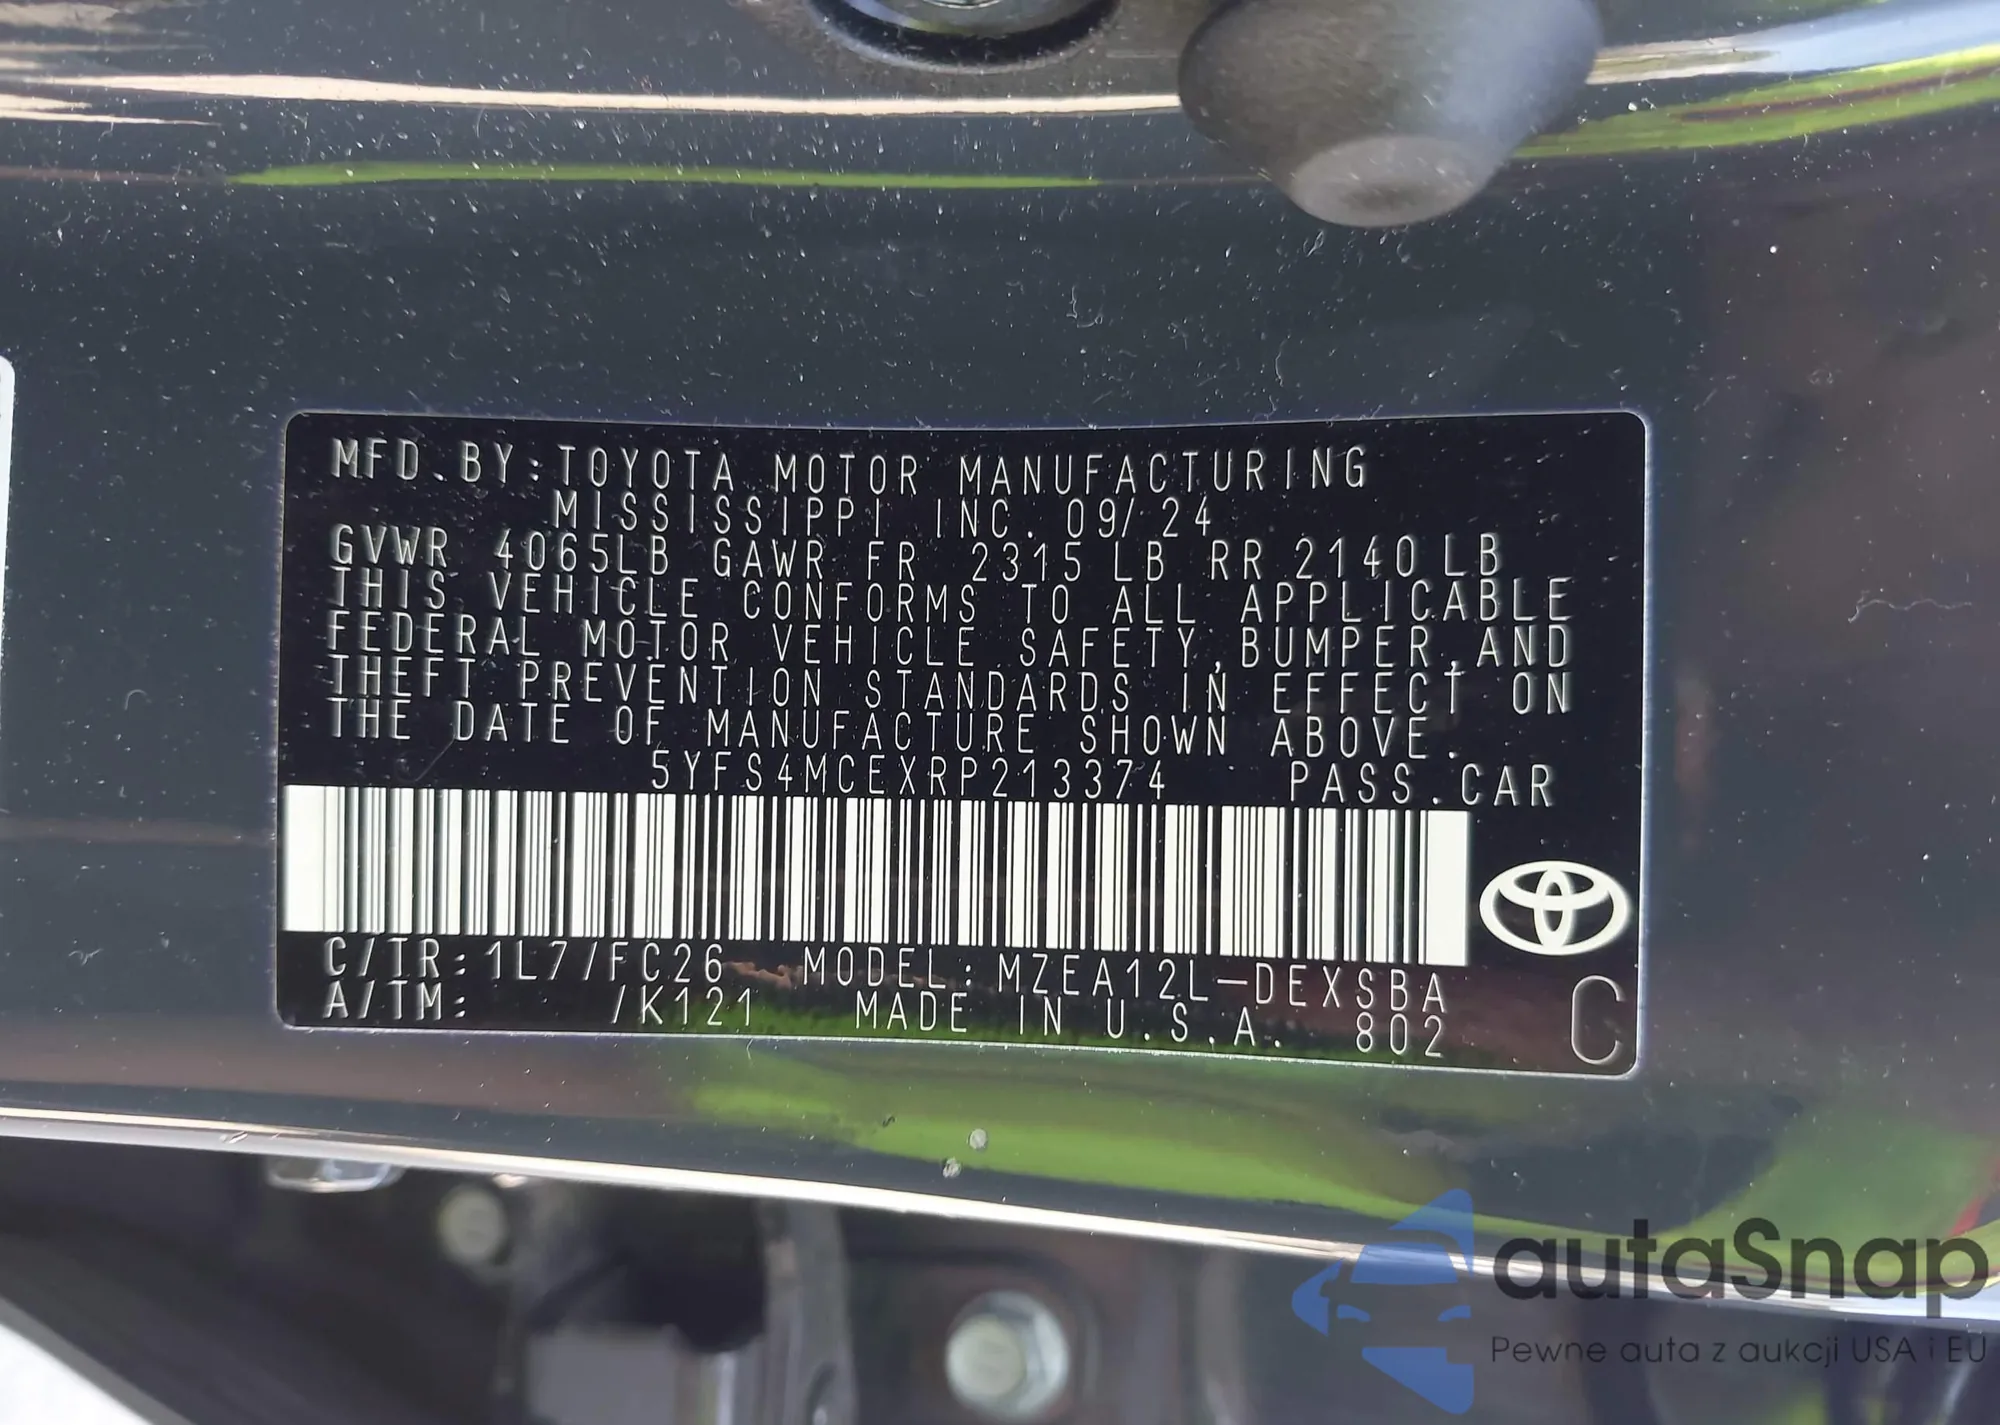 MFD.BY:TOYOTA MOTOR MANUFACTURING
MISSISSIPPI INC. 09/24
GVWR 4065LB GAWR FR 2315LB RR 2140LB
THIS VEHICLE CONFORMS TO ALL APPLICABLE
FEDERAL MOTOR VEHICLE SAFETY,BUMPER,AND
THEFT PREVENTION STANDARDS IN EFFECT ON
THE DATE OF MANUFACTURE SHOWN ABOVE.
5YFS4MCEXRP213374 PASS.CAR
C/TR:1L7/FC26 MODEL:MZEA12L-DEXSBA
A/TM: /K121 MADE IN U.S.A. 802
C
autaSnap
Pewne auta z aukcji USA i EU